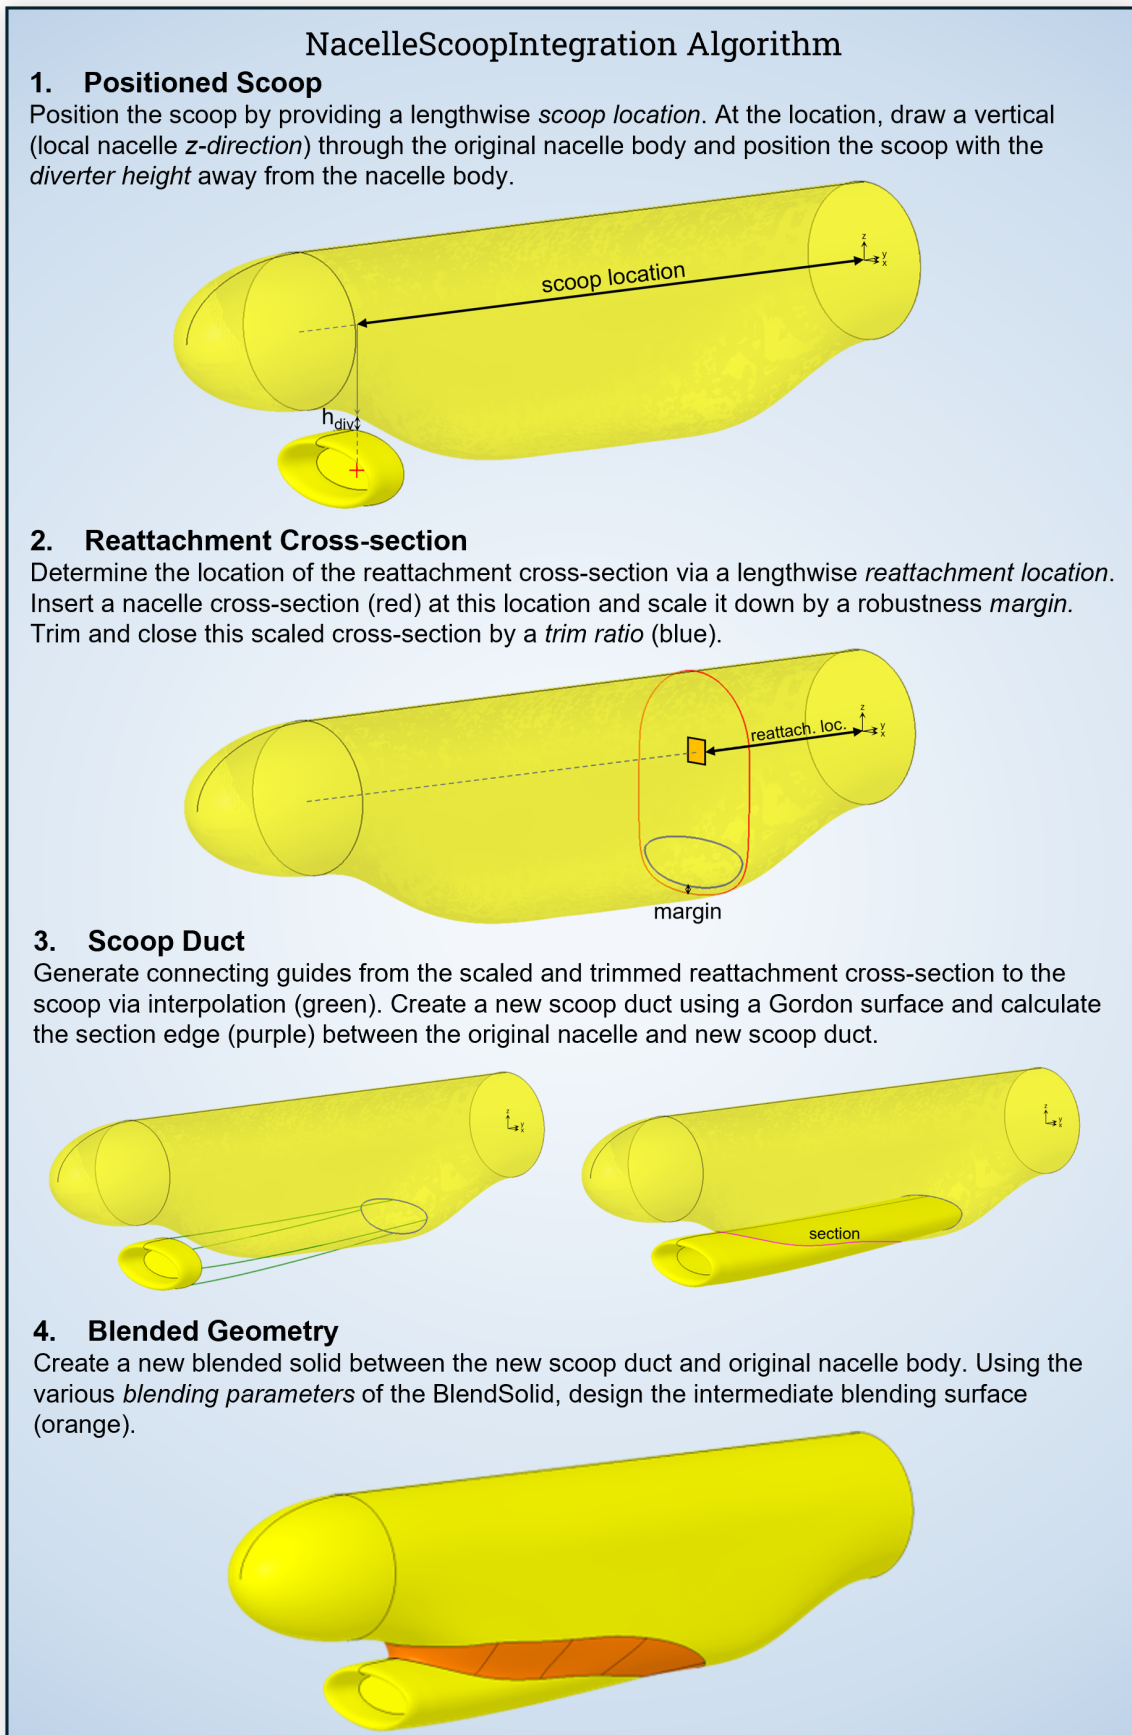 NacelleScoopIntegration Algorithm
1. Positioned Scoop
Position the scoop by providing a lengthwise scoop location. At the location, draw a vertical
(local nacelle z-direction) through the original nacelle body and position the scoop with the
diverter height away from the nacelle body.
z
y
x
scoop location
hdiv
2. Reattachment Cross-section
Determine the location of the reattachment cross-section via a lengthwise reattachment location.
Insert a nacelle cross-section (red) at this location and scale it down by a robustness margin.
Trim and close this scaled cross-section by a trim ratio (blue).
z
y
x
reattach. loc.
margin
3. Scoop Duct
Generate connecting guides from the scaled and trimmed reattachment cross-section to the
scoop via interpolation (green). Create a new scoop duct using a Gordon surface and calculate
the section edge (purple) between the original nacelle and new scoop duct.
z
y
x
z
y
x
section
4. Blended Geometry
Create a new blended solid between the new scoop duct and original nacelle body. Using the
various blending parameters of the BlendSolid, design the intermediate blending surface
(orange).